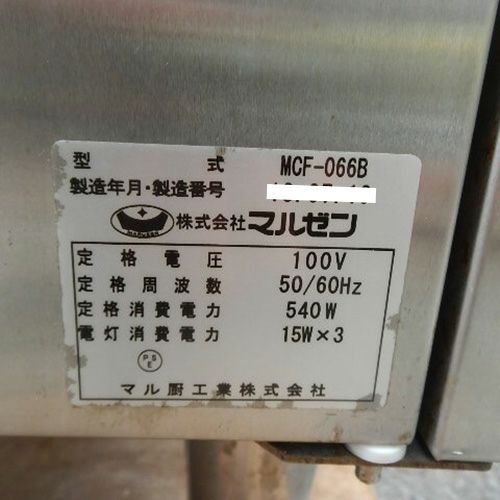 型式 MCF-066B
製造年月・製造番号
株式会社マルゼン
定格電圧 100V
定格周波数 50/60Hz
定格消費電力 540W
電灯消費電力 15W×3
PSE
マル厨工業株式会社